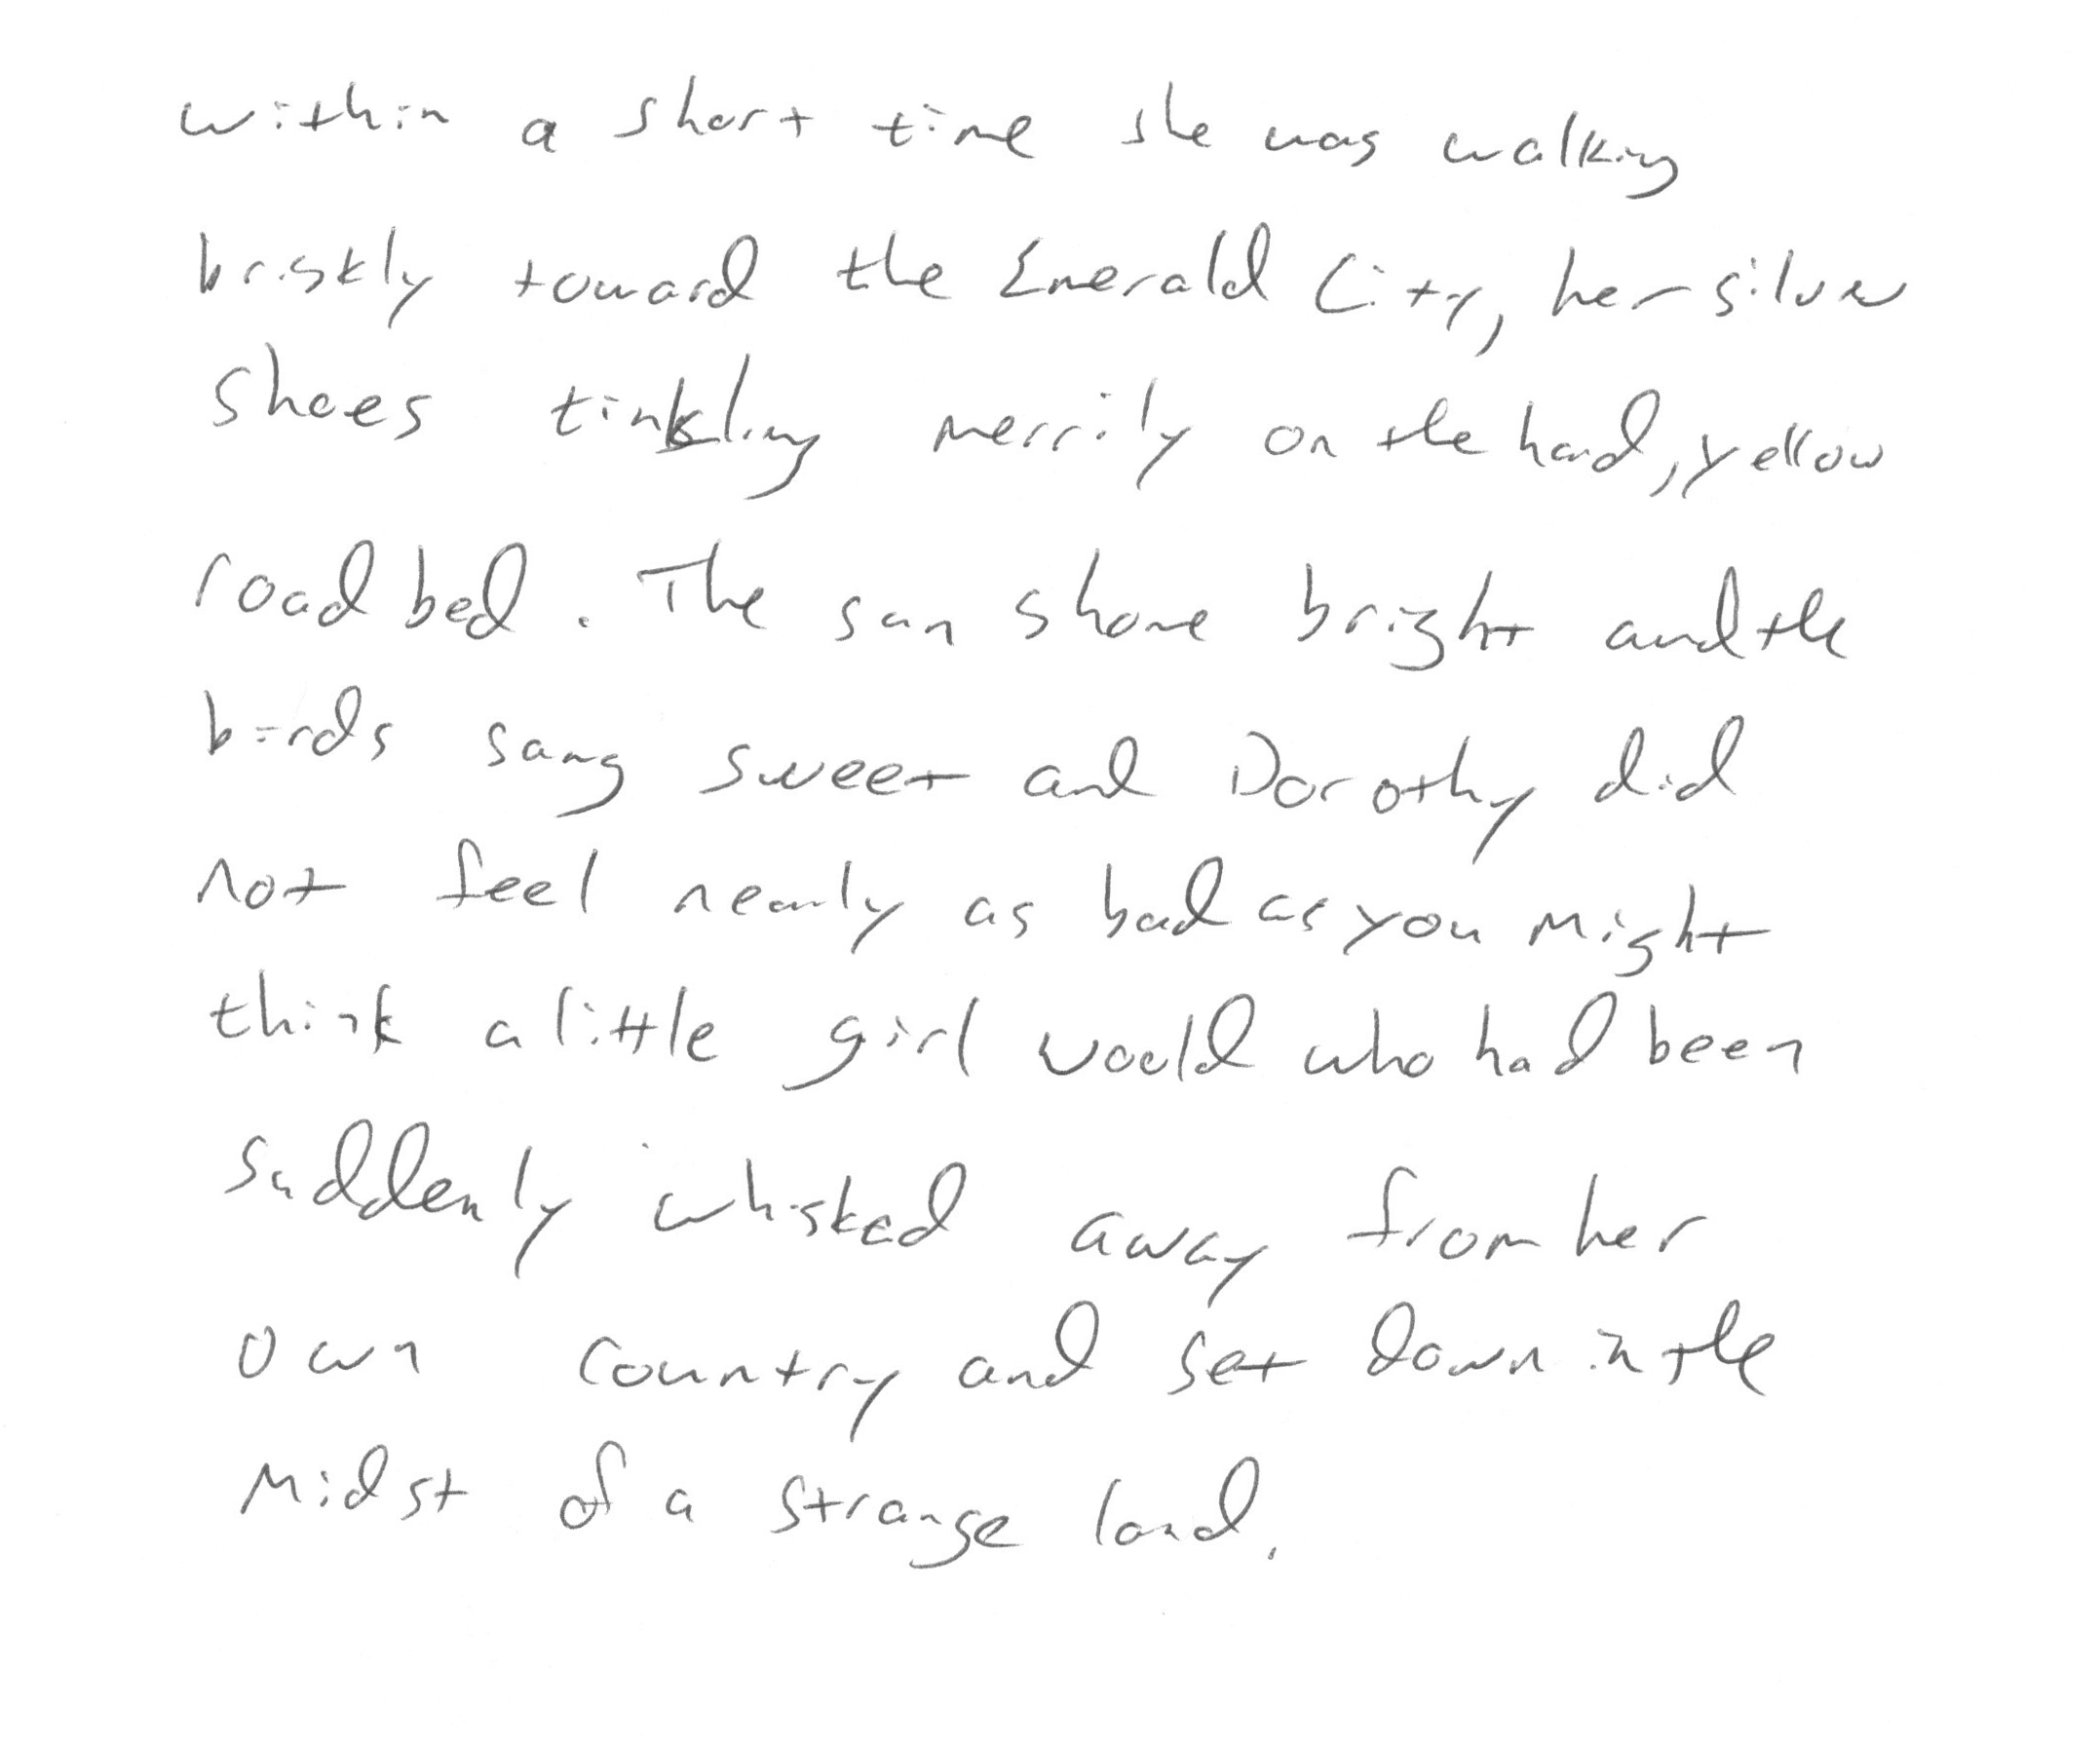 within a short time she was walking
briskly toward the Emerald City, her silver
shoes tinkling merrily on the hard, yellow
road bed. The sun shone bright and the
birds sang sweet and Dorothy did
not feel nearly as bad as you might
think a little girl would who had been
suddenly whisked away from her
own country and set down in the
midst of a strange land.